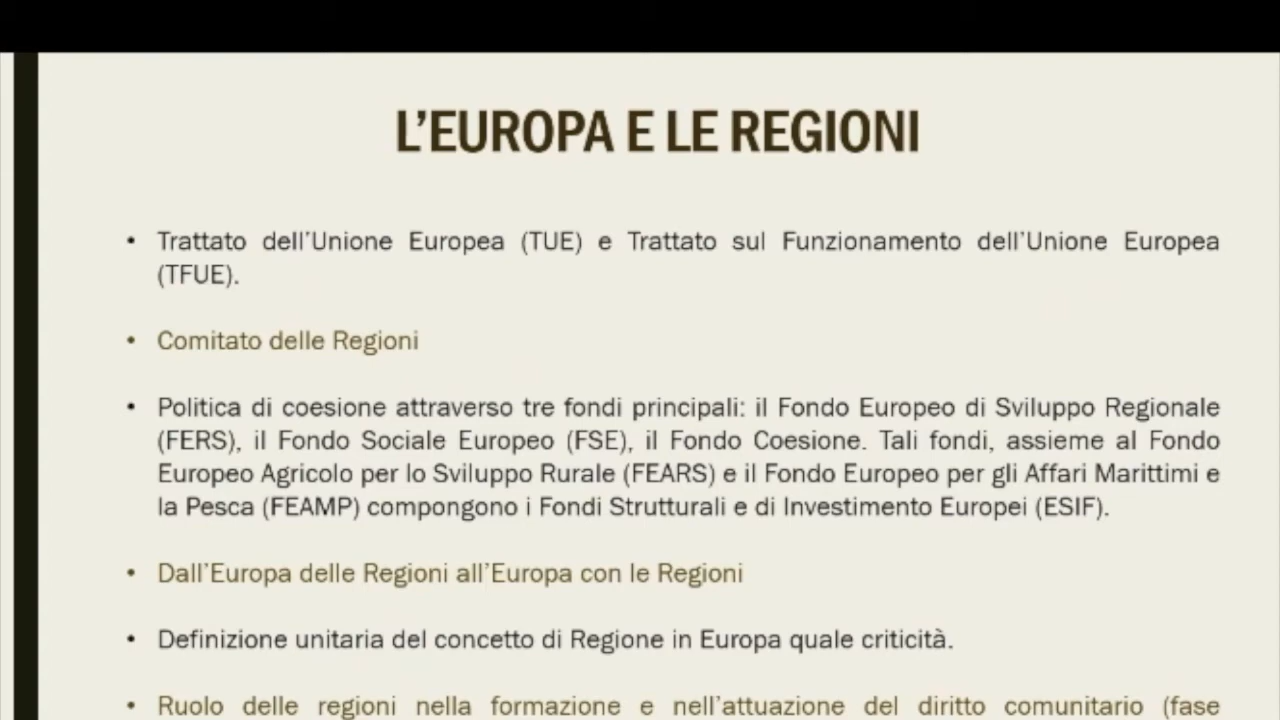 L’EUROPA E LE REGIONI
• Trattato dell’Unione Europea (TUE) e Trattato sul Funzionamento dell’Unione Europea
(TFUE).
• Comitato delle Regioni
• Politica di coesione attraverso tre fondi principali: il Fondo Europeo di Sviluppo Regionale
(FERS), il Fondo Sociale Europeo (FSE), il Fondo Coesione. Tali fondi, assieme al Fondo
Europeo Agricolo per lo Sviluppo Rurale (FEARS) e il Fondo Europeo per gli Affari Marittimi e
la Pesca (FEAMP) compongono i Fondi Strutturali e di Investimento Europei (ESIF).
• Dall’Europa delle Regioni all’Europa con le Regioni
• Definizione unitaria del concetto di Regione in Europa quale criticità.
• Ruolo delle regioni nella formazione e nell’attuazione del diritto comunitario (fase